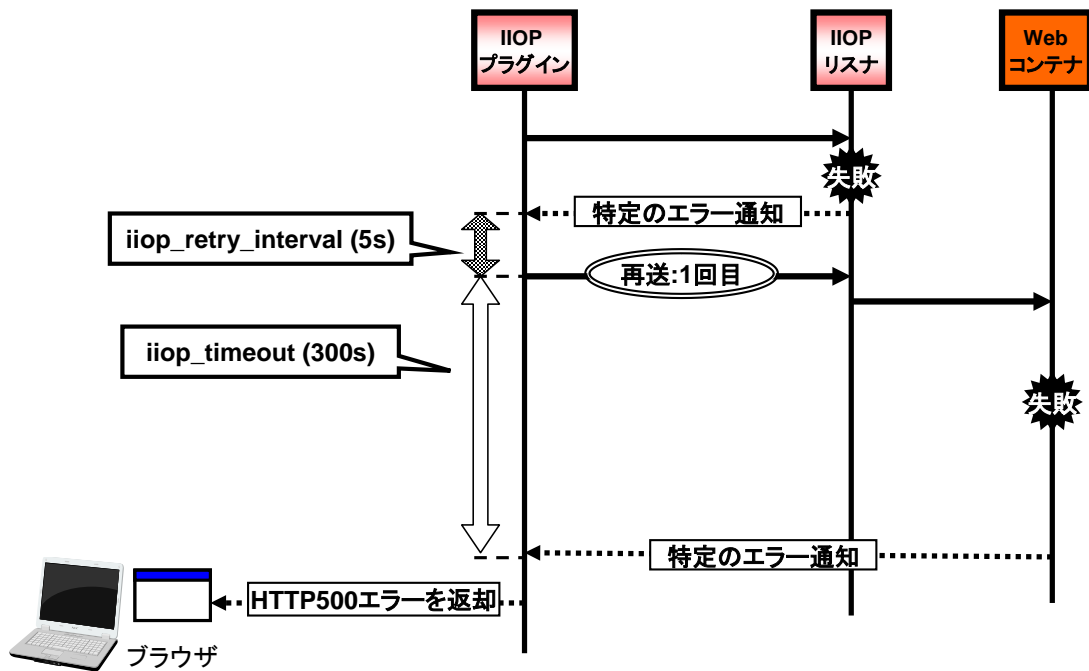 IIOP
プラグイン
IIOP
リスナ
Web
コンテナ
失敗
特定のエラー通知
iiop_retry_interval (5s)
再送:1回目
iiop_timeout (300s)
失敗
特定のエラー通知
HTTP500エラーを返却
ブラウザ